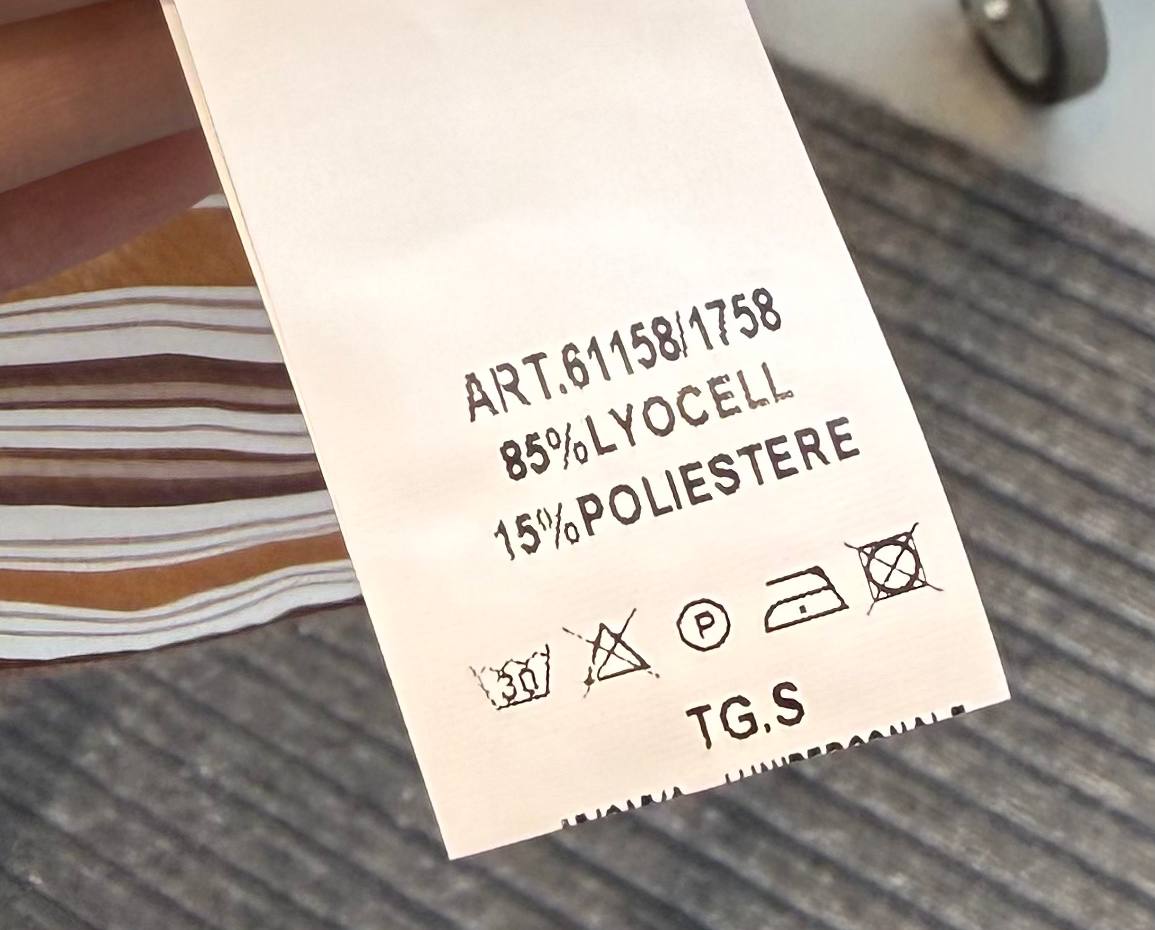 ART.61158/1758
85%LYOCELL
15%POLIESTERE
30
P
TG.S